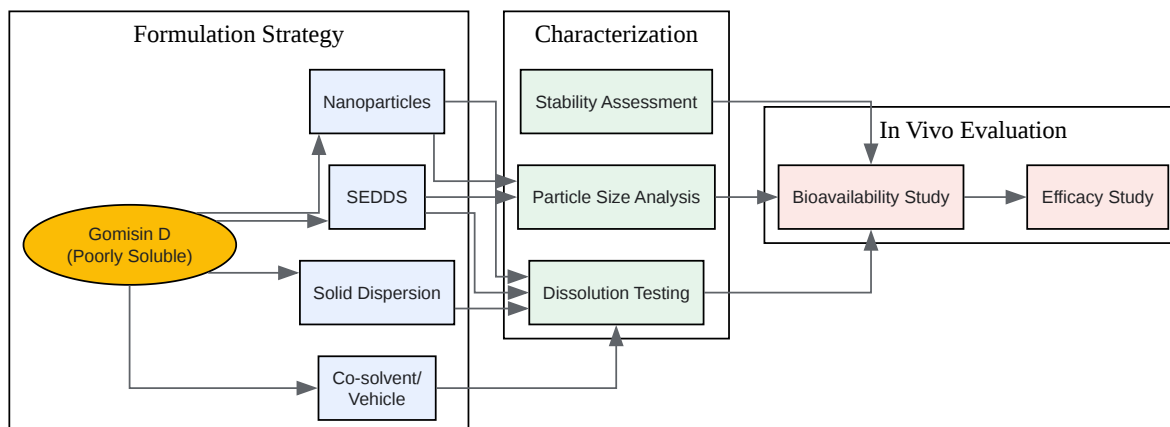 Formulation Strategy
Nanoparticles
SEDDS
Gomisin D
(Poorly Soluble)
Solid Dispersion
Co-solvent/
Vehicle
Characterization
Stability Assessment
Particle Size Analysis
Dissolution Testing
In Vivo Evaluation
Bioavailability Study
Efficacy Study